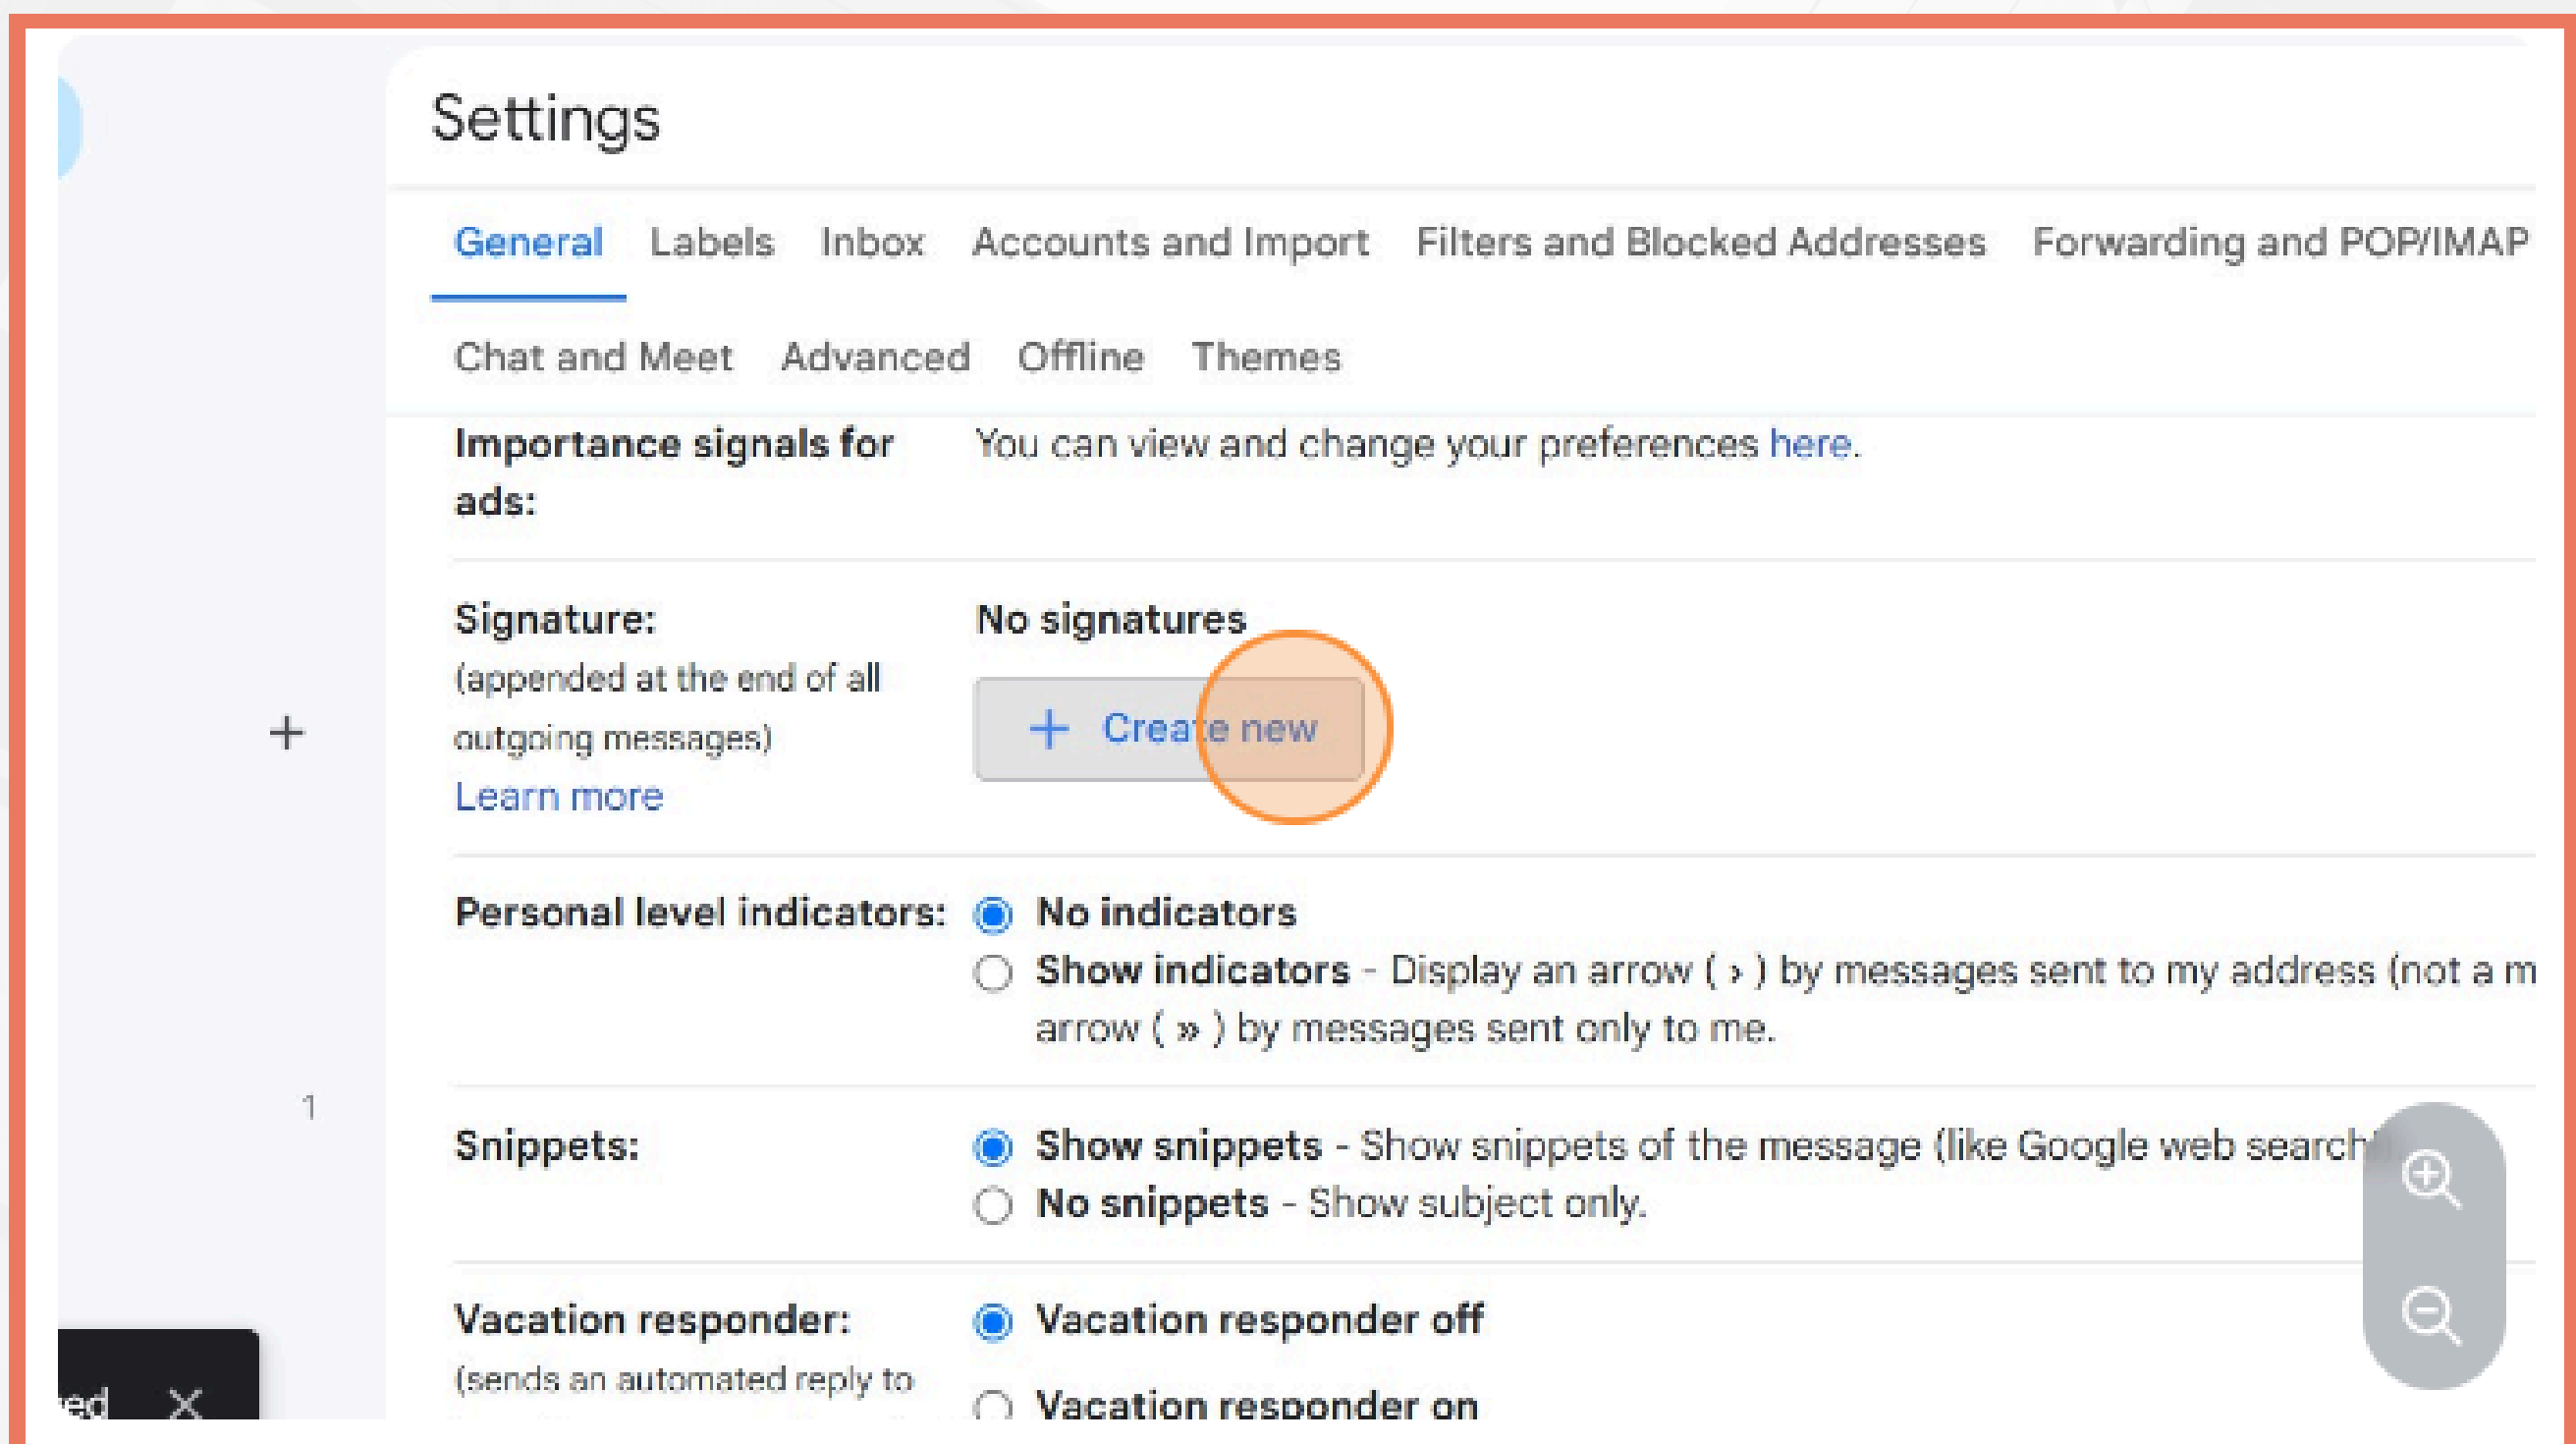 Settings
General Labels Inbox Accounts and Import Filters and Blocked Addresses Forwarding and POP/IMAP
Chat and Meet Advanced Offline Themes
Importance signals for
ads:
You can view and change your preferences here.
Signature:
(appended at the end of all
outgoing messages)
Learn more
No signatures
+ Create new
+
Personal level indicators:
No indicators
Show indicators - Display an arrow ( › ) by messages sent to my address (not a m
arrow ( » ) by messages sent only to me.
1
Snippets:
Show snippets - Show snippets of the message (like Google web search!)
No snippets - Show subject only.
Vacation responder:
(sends an automated reply to
Vacation responder off
Vacation responder on
ed ×